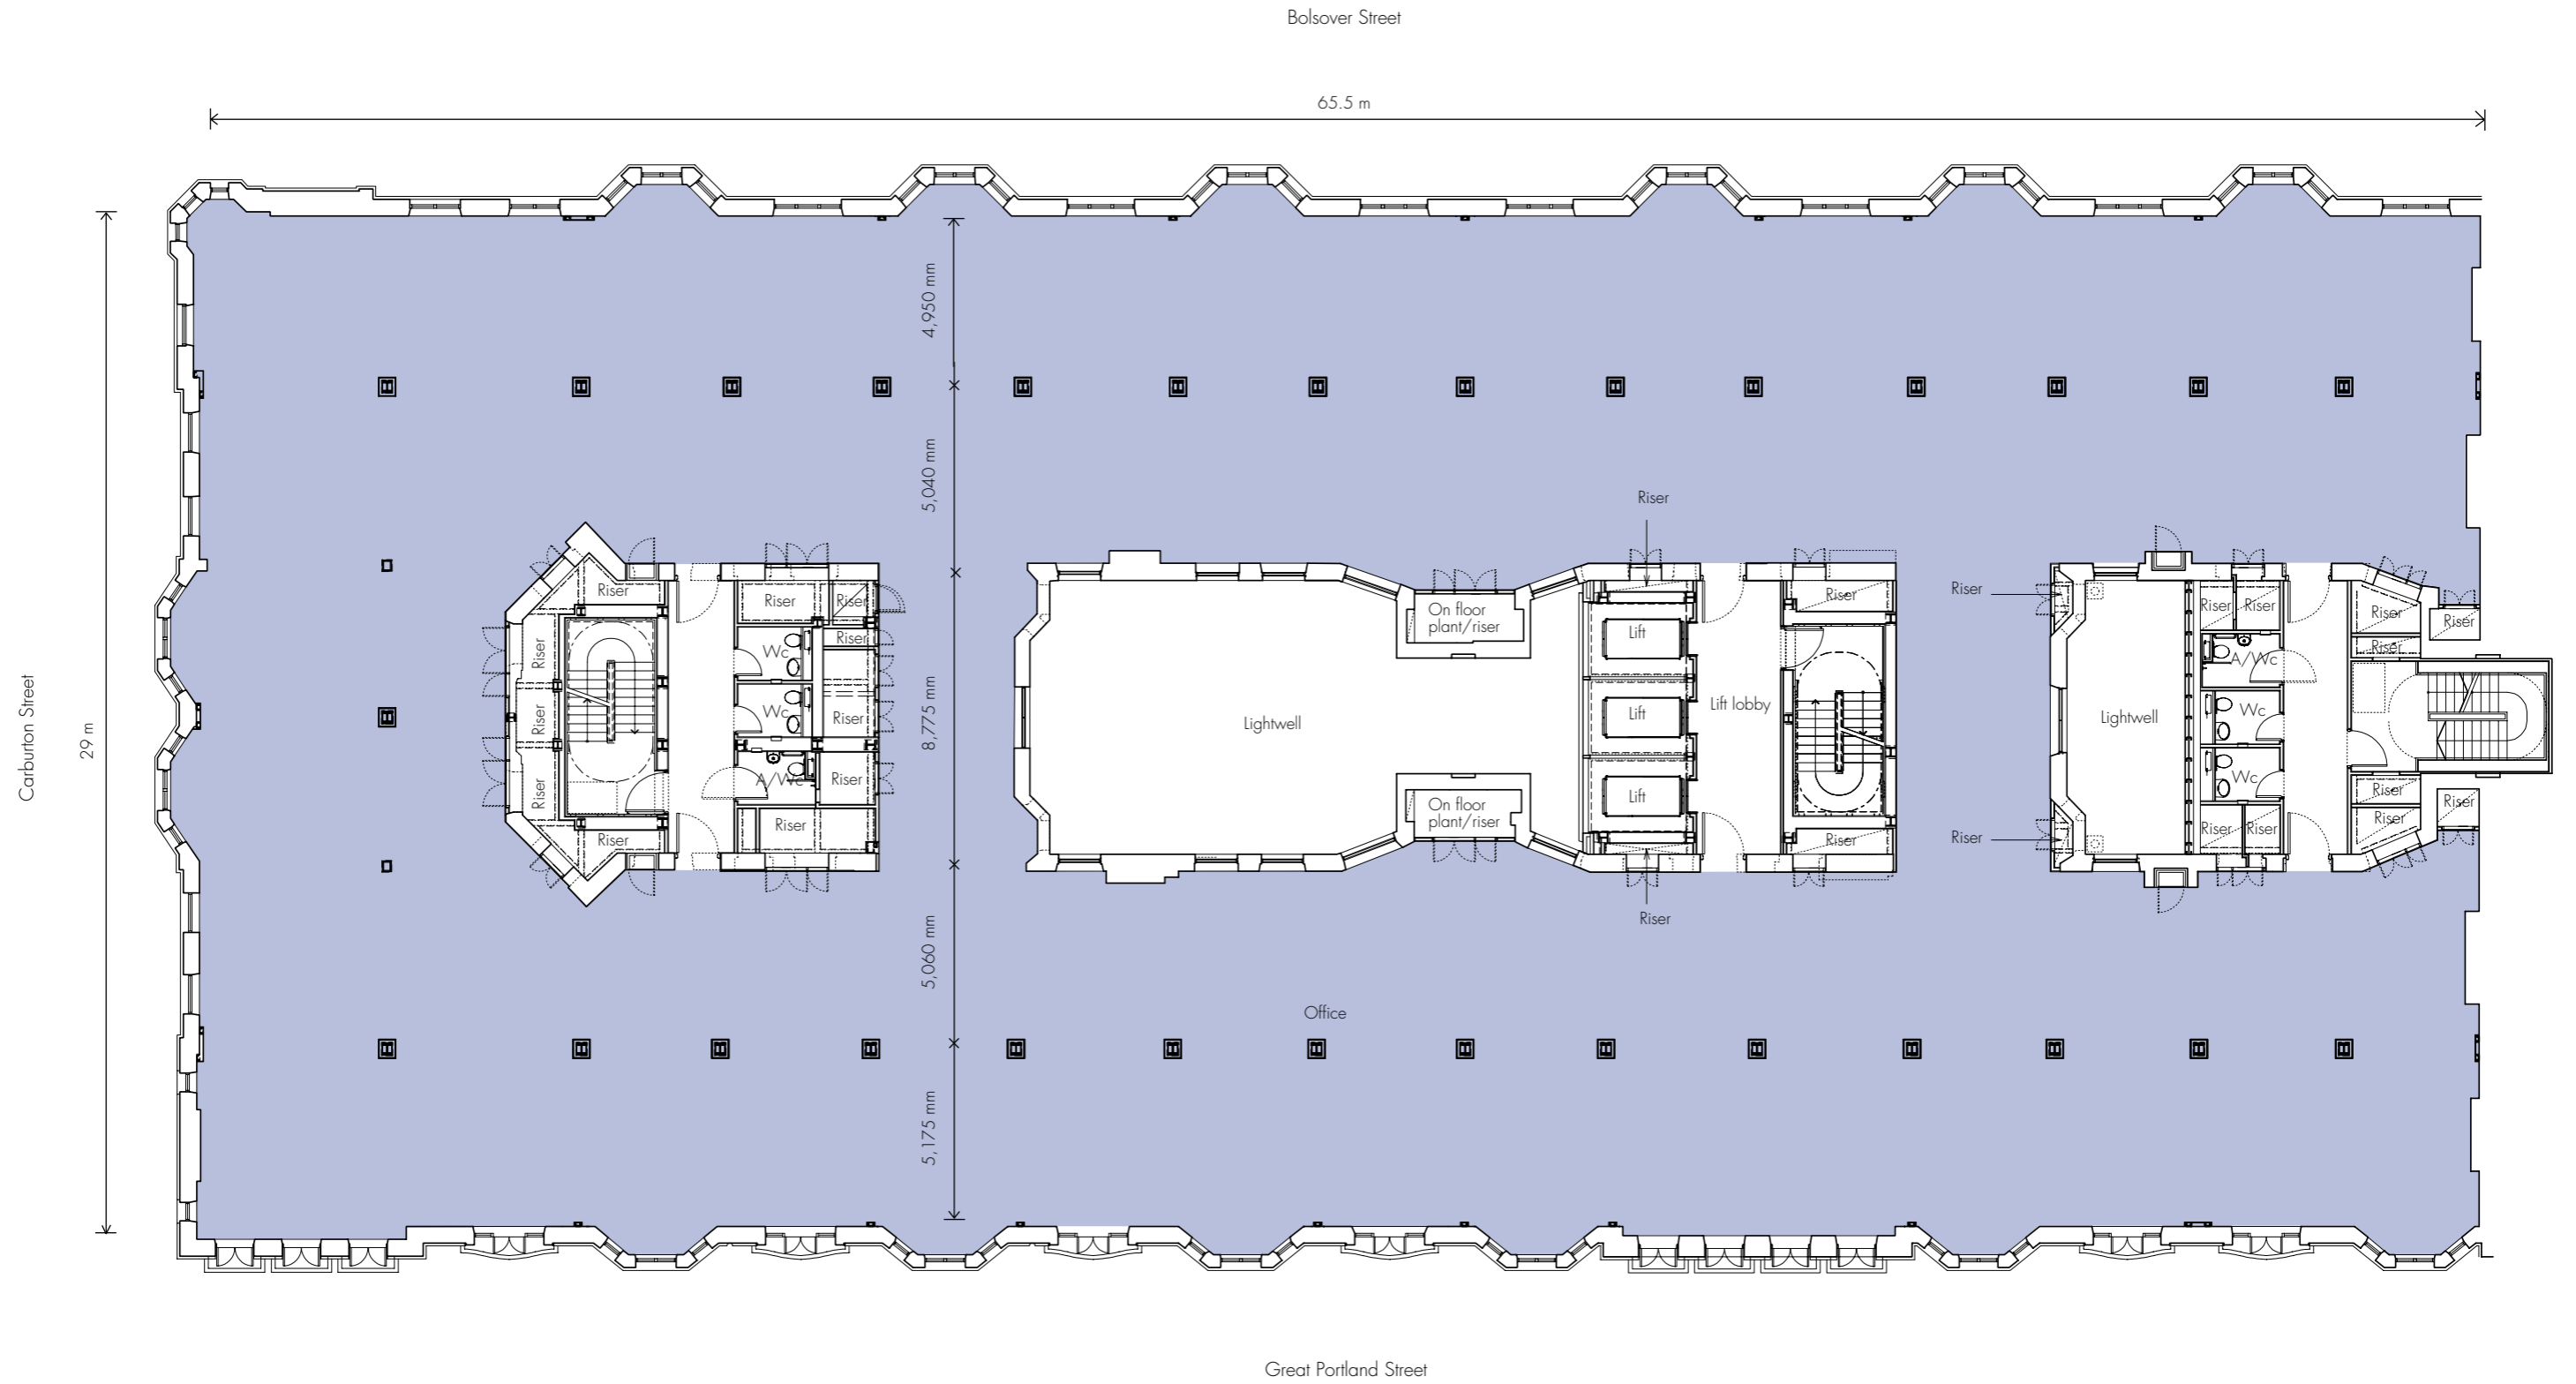 Bolsover Street
65.5 m
Carburton Street
29 m
4,950 mm
5,040 mm
8,775 mm
5,060 mm
5,175 mm
Riser
Riser
Riser
Riser
Riser
Riser
Riser
Riser
Riser
Riser
Riser
Riser
Wc
Wc
A/Wc
Lightwell
On floor
plant/riser
On floor
plant/riser
Riser
Lift
Lift
Lift
Lift lobby
Riser
Riser
Riser
Office
Riser
Riser
Lightwell
Riser
Riser
A/Wc
Wc
Wc
Riser
Riser
Riser
Riser
Riser
Riser
Riser
Riser
Great Portland Street